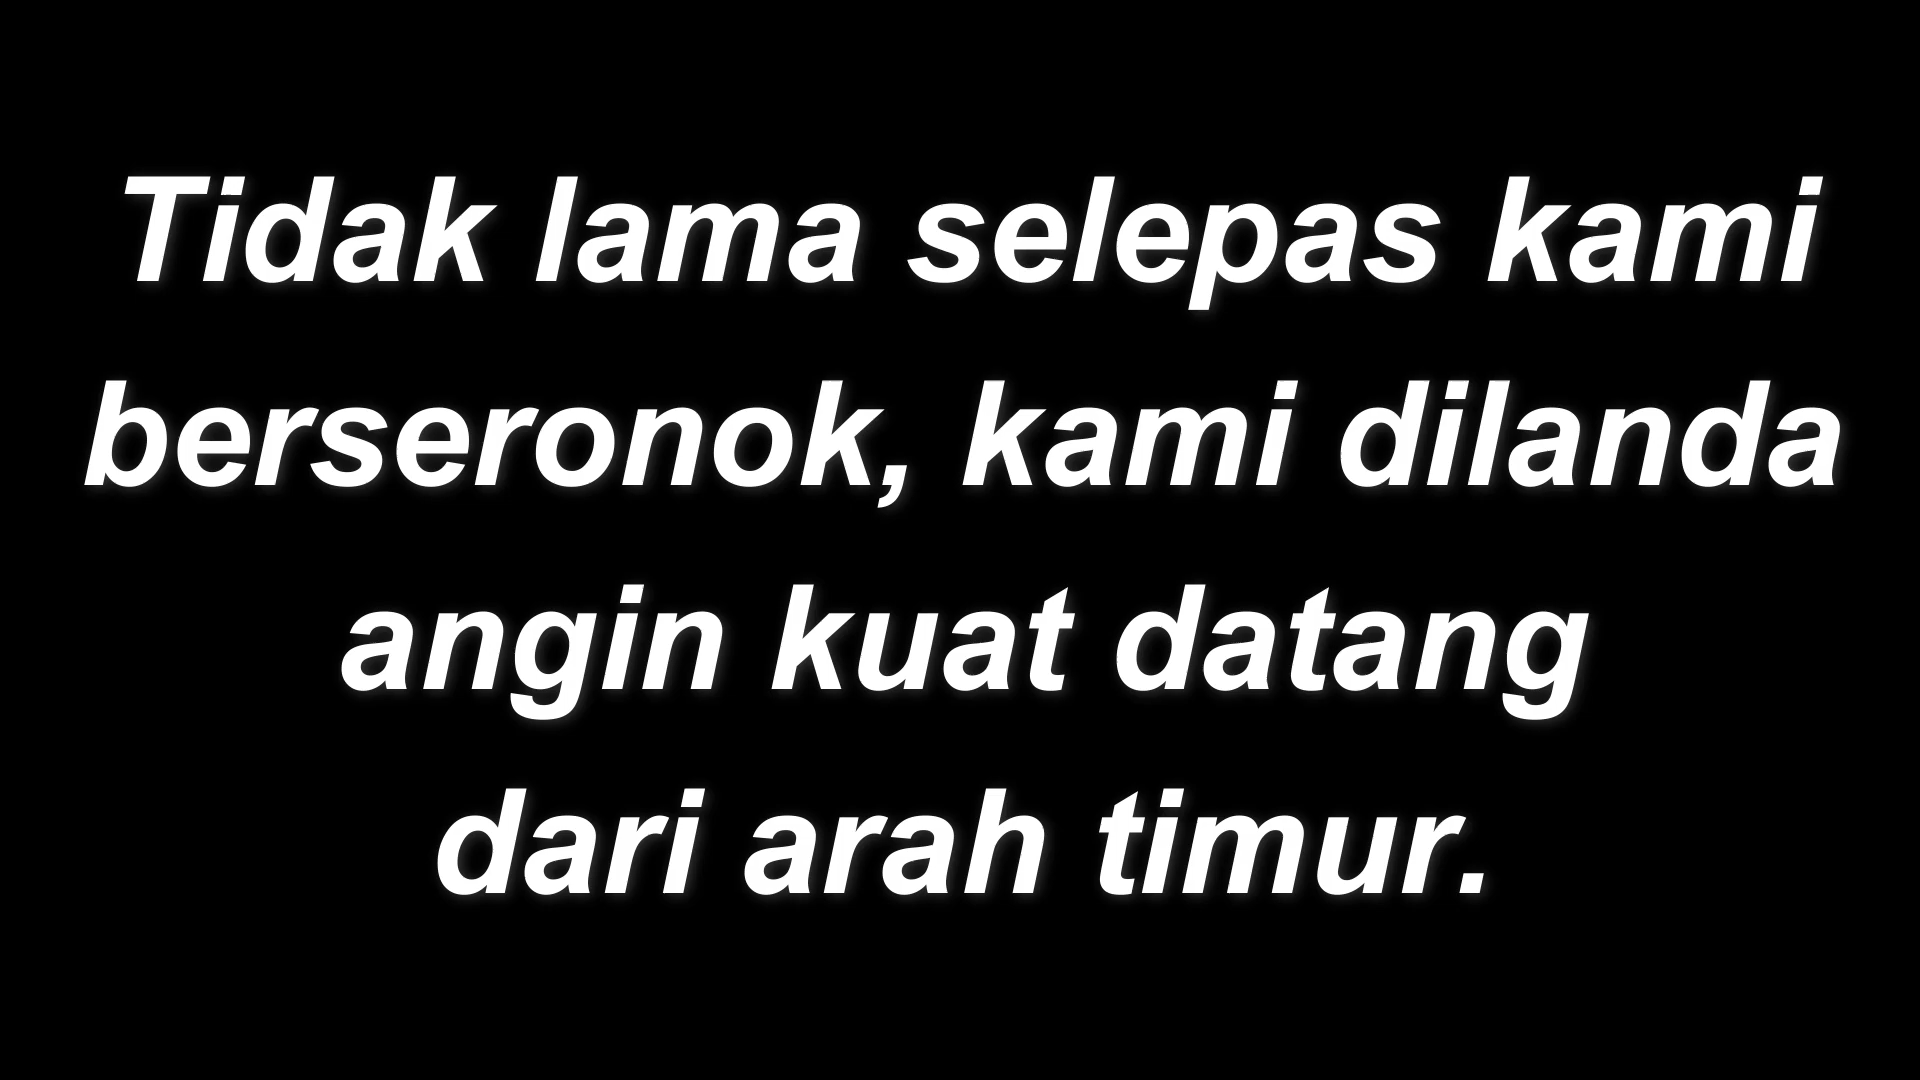 Tidak lama selepas kami
berseronok, kami dilanda
angin kuat datang
dari arah timur.